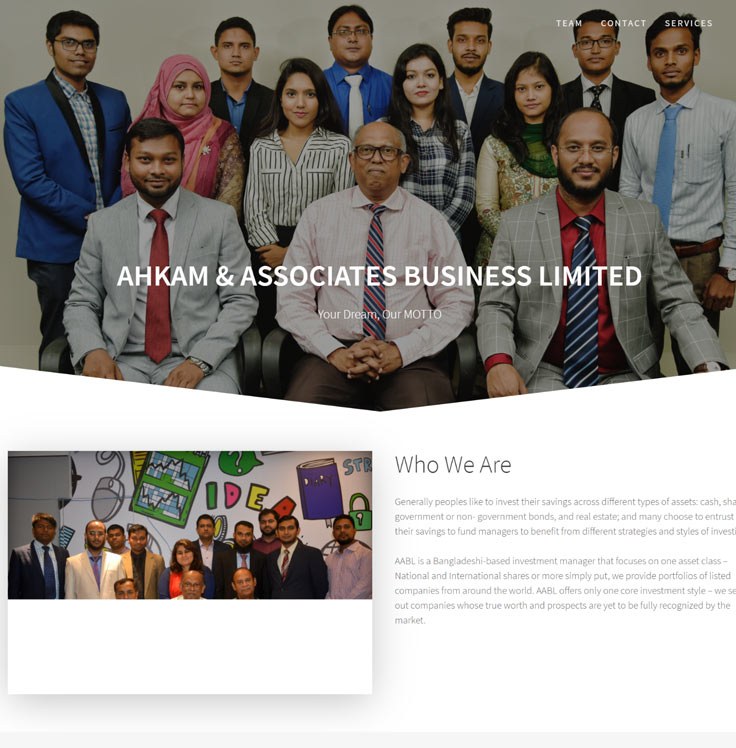 TEAM CONTACT SERVICES
AHKAM & ASSOCIATES BUSINESS LIMITED
Your Dream, Our MOTTO
STR
IDEA
DIARY
Who We Are
Generally peoples like to invest their savings across different types of assets: cash, sha
government or non- government bonds, and real estate; and many choose to entrust
their savings to fund managers to benefit from different strategies and styles of investi
AABL is a Bangladeshi-based investment manager that focuses on one asset class –
National and International shares or more simply put, we provide portfolios of listed
companies from around the world. AABL offers only one core investment style – we se
out companies whose true worth and prospects are yet to be fully recognized by the
market.